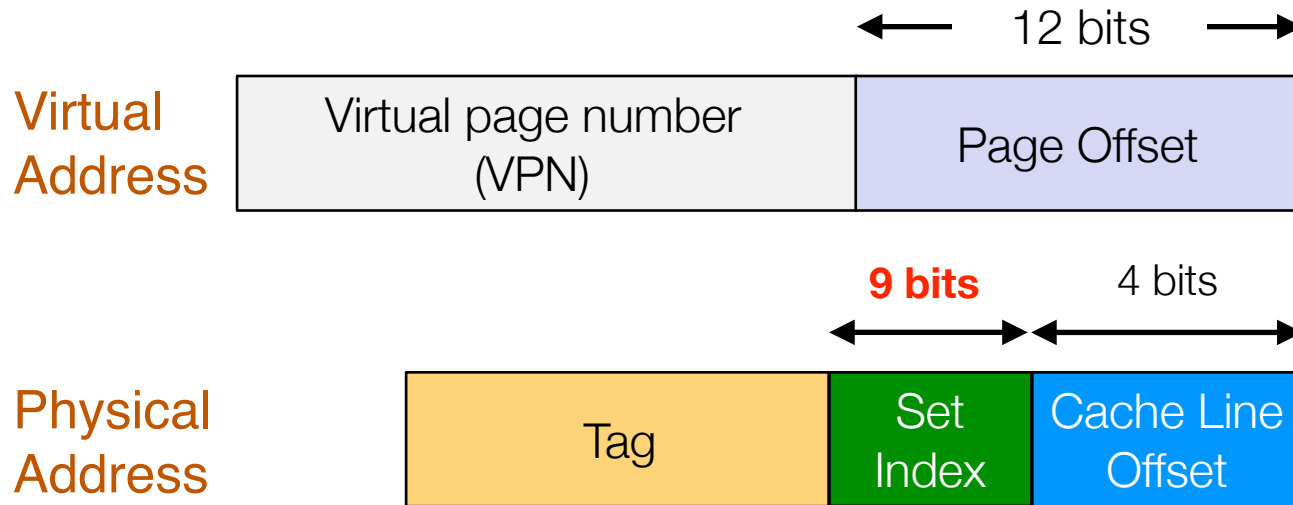 12 bits
Virtual
Address
Virtual page number
(VPN)
Page Offset
9 bits
4 bits
Physical
Address
Tag
Set
Index
Cache Line
Offset